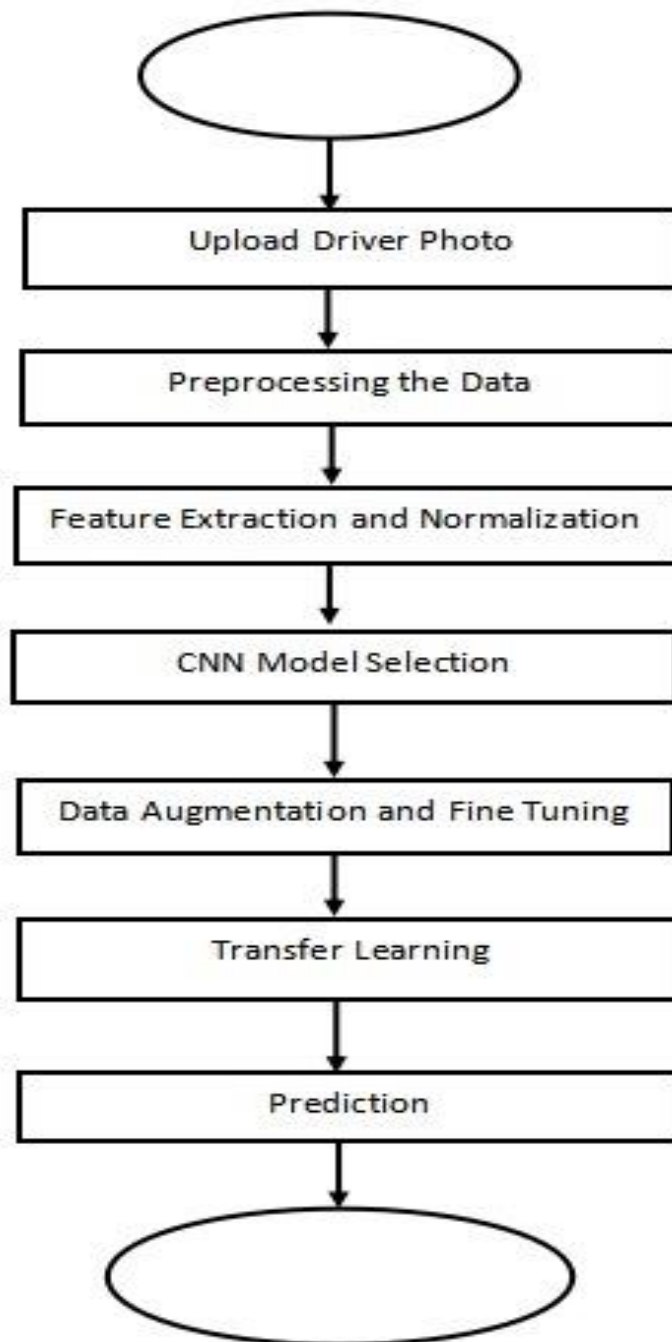 Upload Driver Photo
Preprocessing the Data
Feature Extraction and Normalization
CNN Model Selection
Data Augmentation and Fine Tuning
Transfer Learning
Prediction